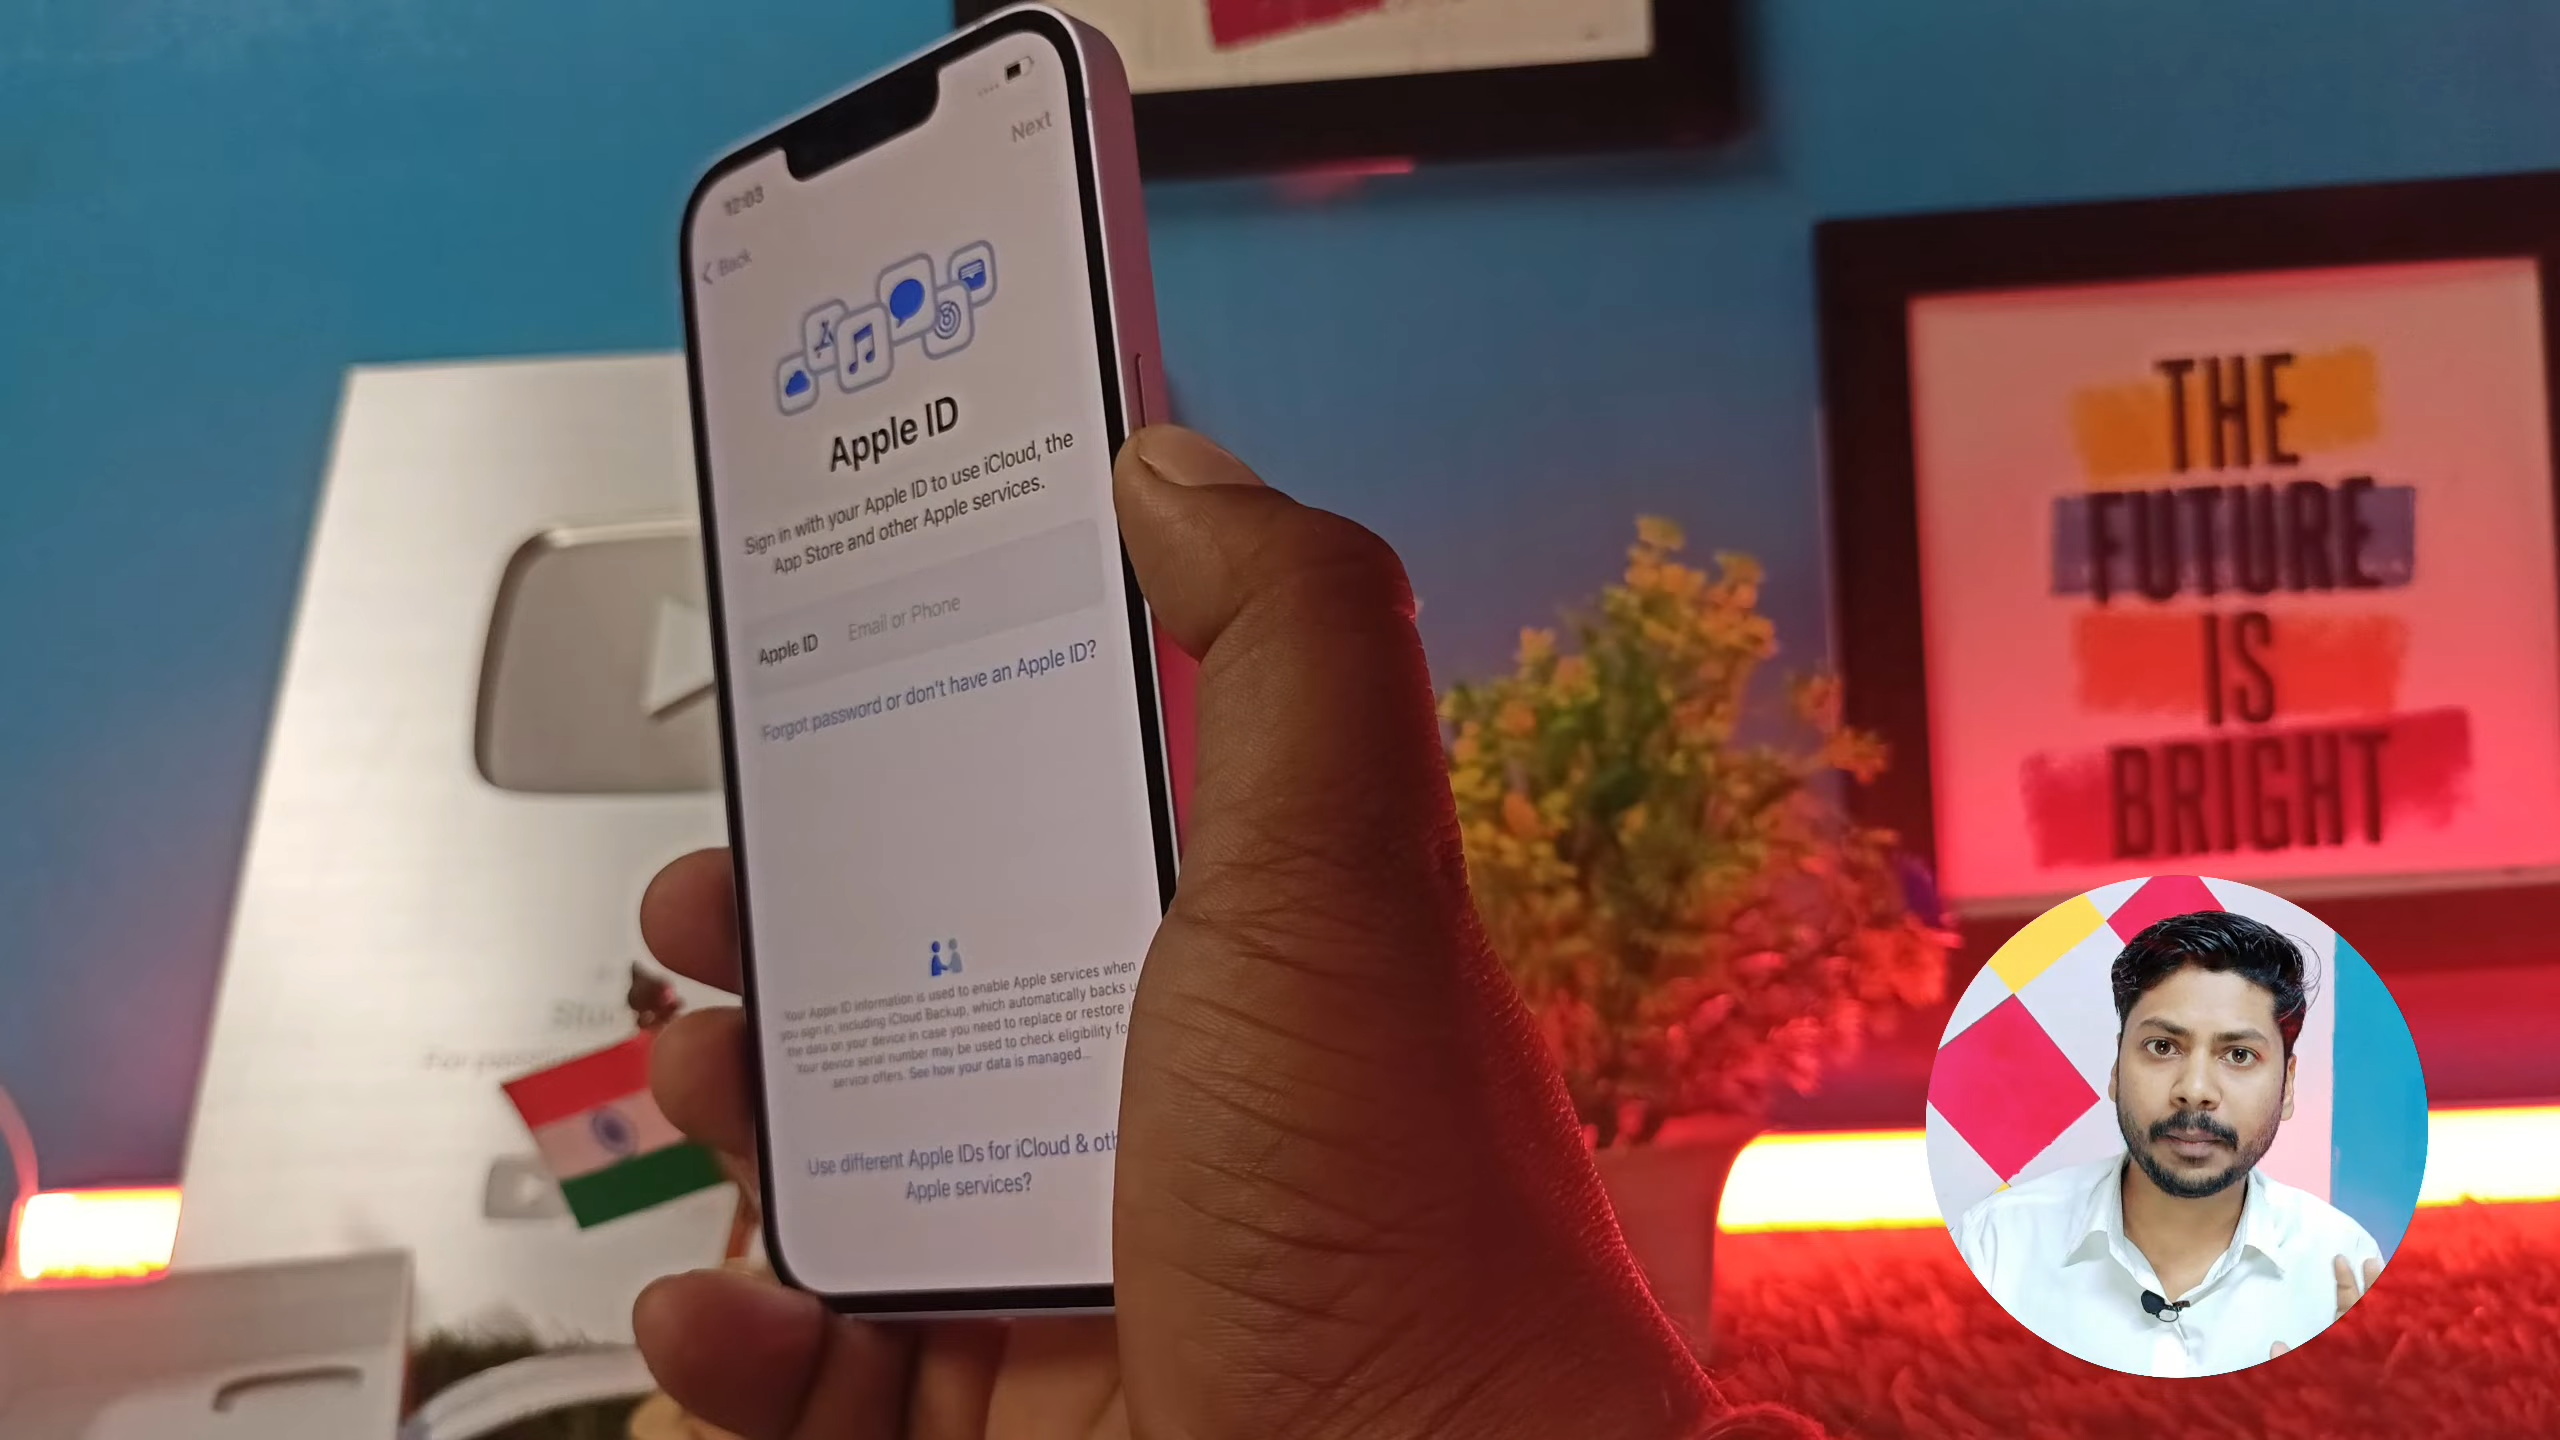 12:03
Next
Back
Apple ID
Sign in with your Apple ID to use iCloud, the
App Store and other Apple services.
Apple ID Email or Phone
Forgot password or don't have an Apple ID?
Your Apple ID information is used to enable Apple services when
you sign in, including iCloud Backup, which automatically backs u
the data on your device in case you need to replace or restore
Your device serial number may be used to check eligibility fo
service offers. See how your data is managed...
Use different Apple IDs for iCloud & oth
Apple services?
THE
FUTURE
IS
BRIGHT